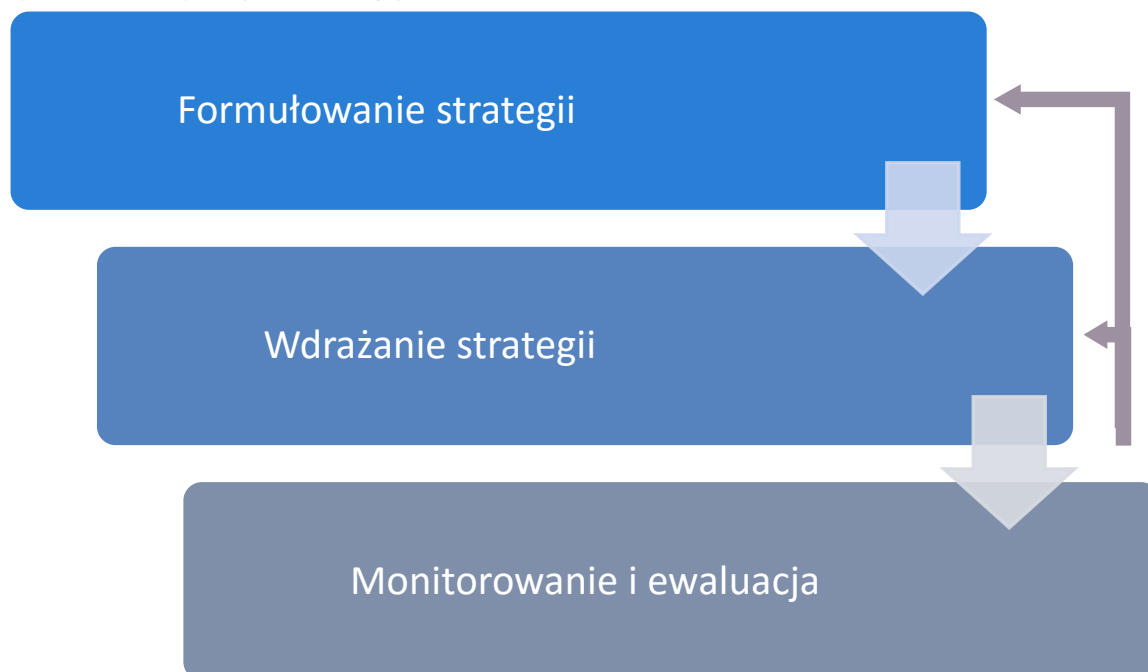 Formułowanie strategii
Wdrażanie strategii
Monitorowanie i ewaluacja